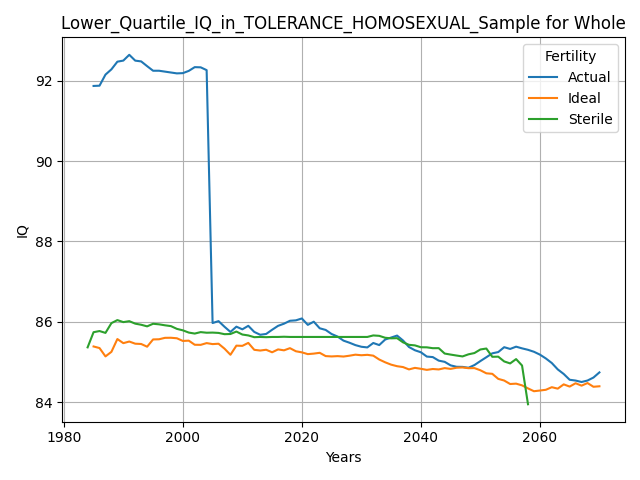 Lower_Quartile_IQ_in_TOLERANCE_HOMOSEXUAL_Sample for Whole
Fertility
Actual
Ideal
Sterile
IQ
92
90
88
86
84
1980
2000
2020
2040
2060
Years